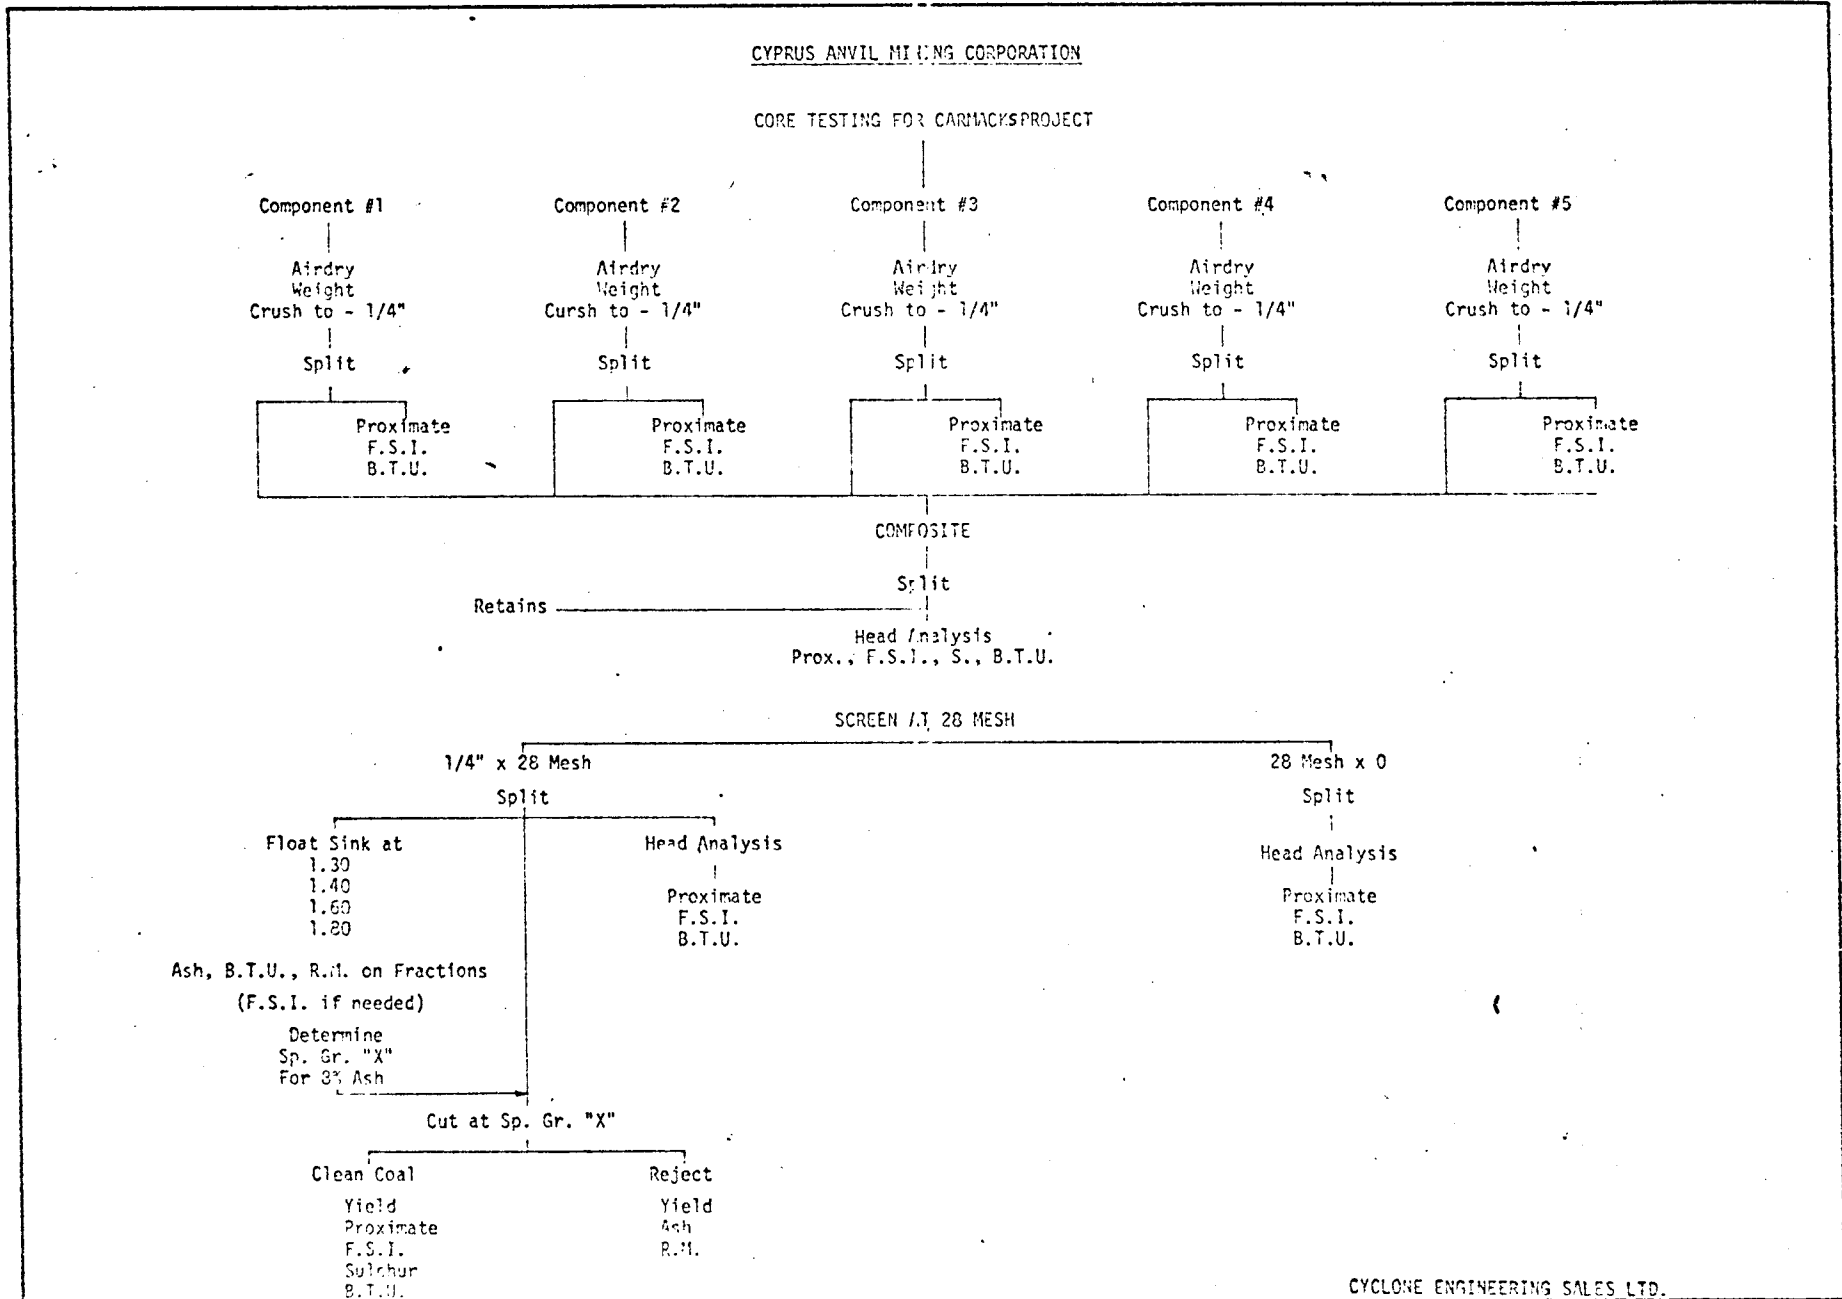 CYPRUS ANVIL MINING CORPORATION
CORE TESTING FOR CARMACKSPROJECT
Component #1 Component #2 Component #3 Component #4 Component #5
Airdry Airdry Airdry Airdry Airdry
Weight Weight Weight Weight Weight
Crush to - 1/4" Cursh to - 1/4" Crush to - 1/4" Crush to - 1/4" Crush to - 1/4"
Split Split Split Split Split
Proximate Proximate Proximate Proximate Proximate
F.S.I. F.S.I. F.S.I. F.S.I. F.S.I.
B.T.U. B.T.U. B.T.U. B.T.U. B.T.U.
COMPOSITE
Split
Retains
Head Analysis
Prox., F.S.I., S., B.T.U.
SCREEN AT 28 MESH
1/4" x 28 Mesh 28 Mesh x 0
Split Split
Float Sink at Head Analysis Head Analysis
1.30
1.40 Proximate Proximate
1.60 F.S.I. F.S.I.
1.80 B.T.U. B.T.U.
Ash, B.T.U., R.M. on Fractions
(F.S.I. if needed)
Determine
Sp. Gr. "X"
For Ash
Cut at Sp. Gr. "X"
Clean Coal Reject
Yield Yield
Proximate Ash
F.S.I. R.M.
Sulphur
B.T.U.
CYCLONE ENGINEERING SALES LTD.